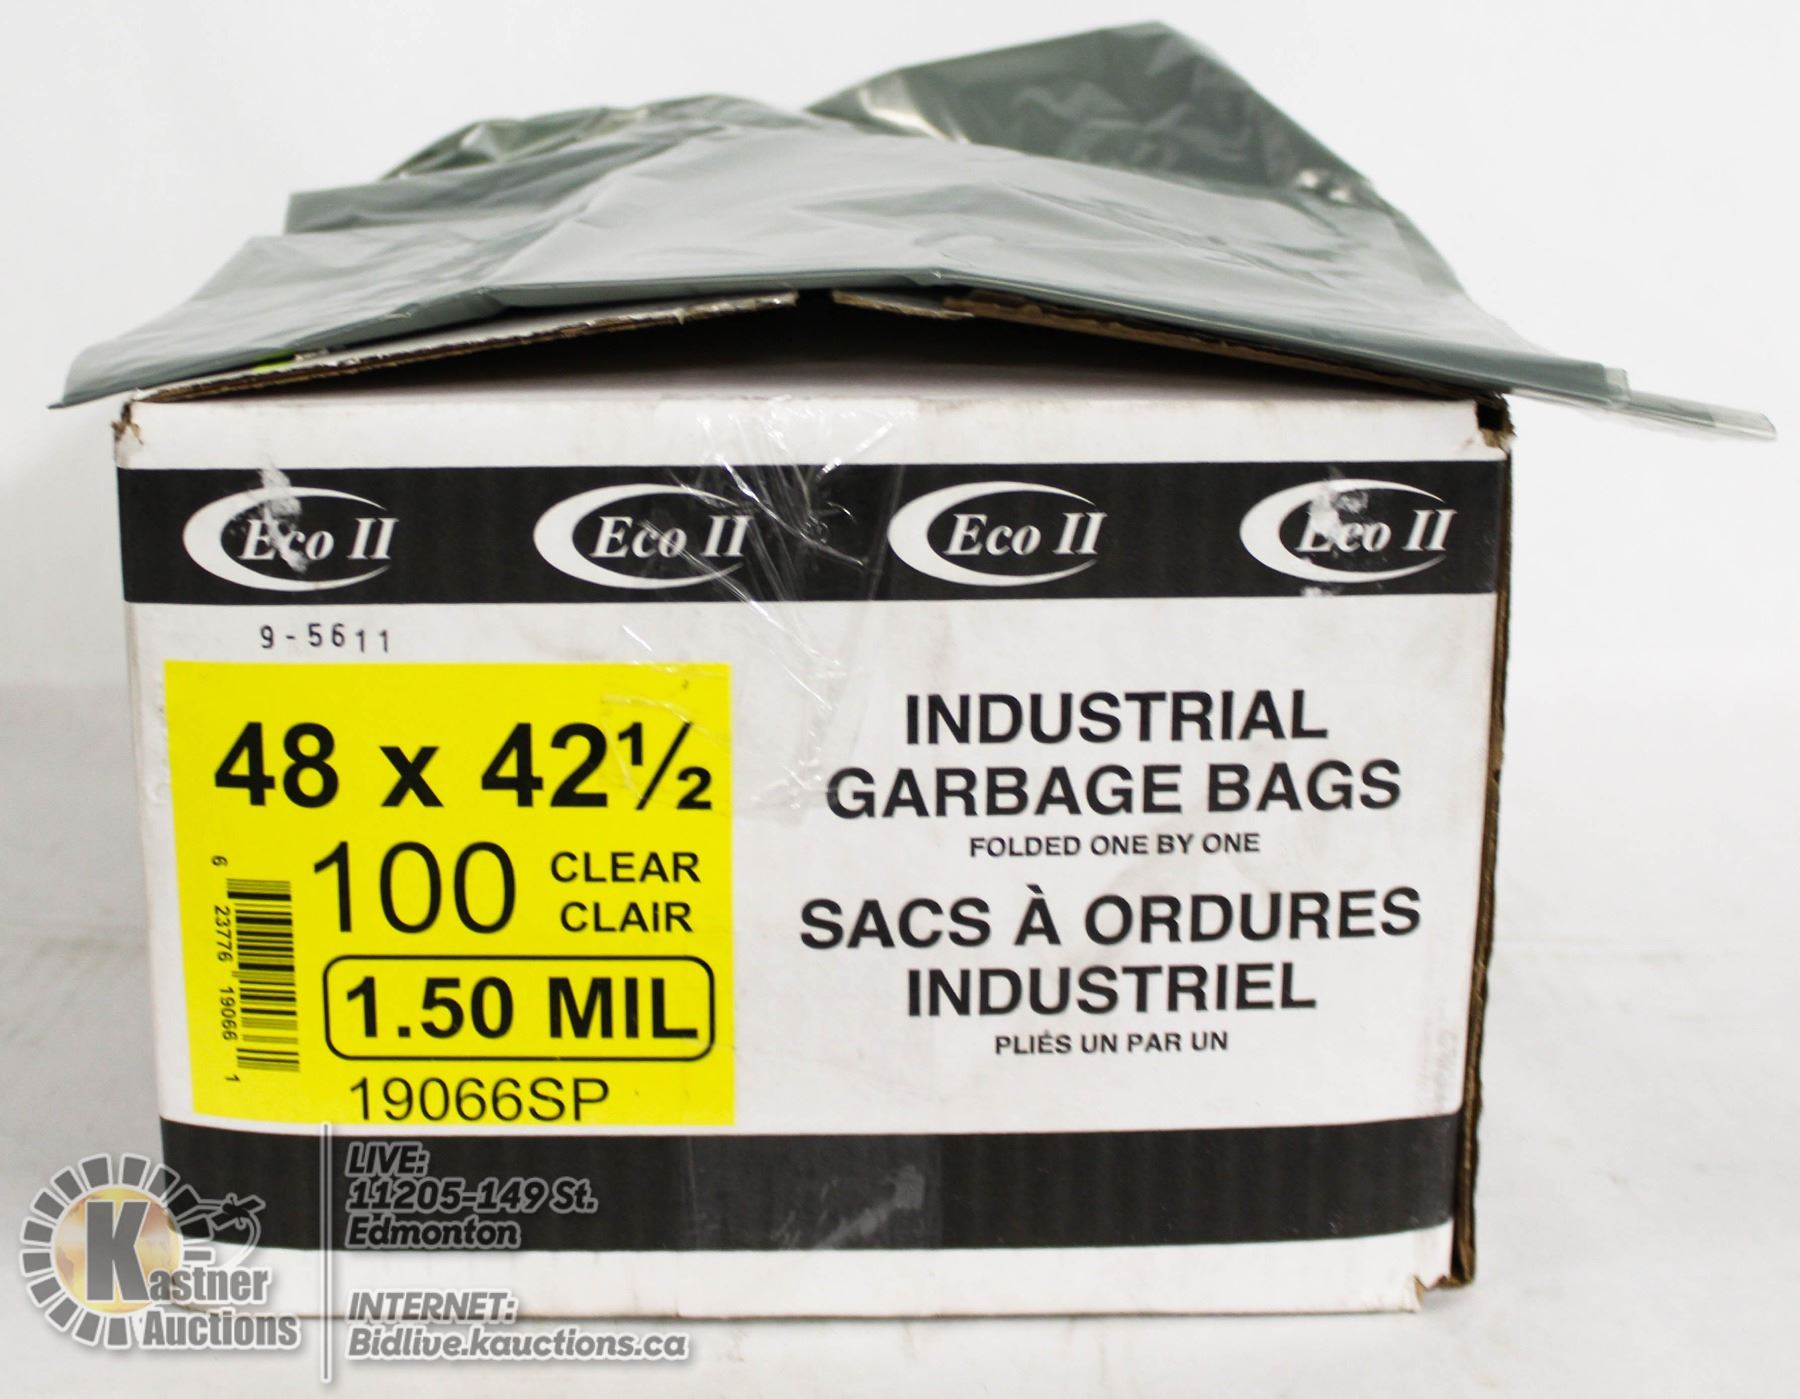 Eco II Eco II Eco II Eco II
9-5611
48 x 42½
100 CLEAR
CLAIR
1.50 MIL
19066SP
6 23776 19066 1
INDUSTRIAL
GARBAGE BAGS
FOLDED ONE BY ONE
SACS À ORDURES
INDUSTRIEL
PLIÉS UN PAR UN
K
Kastner
Auctions
LIVE:
11205-149 St.
Edmonton
INTERNET:
Bidlive.kauctions.ca